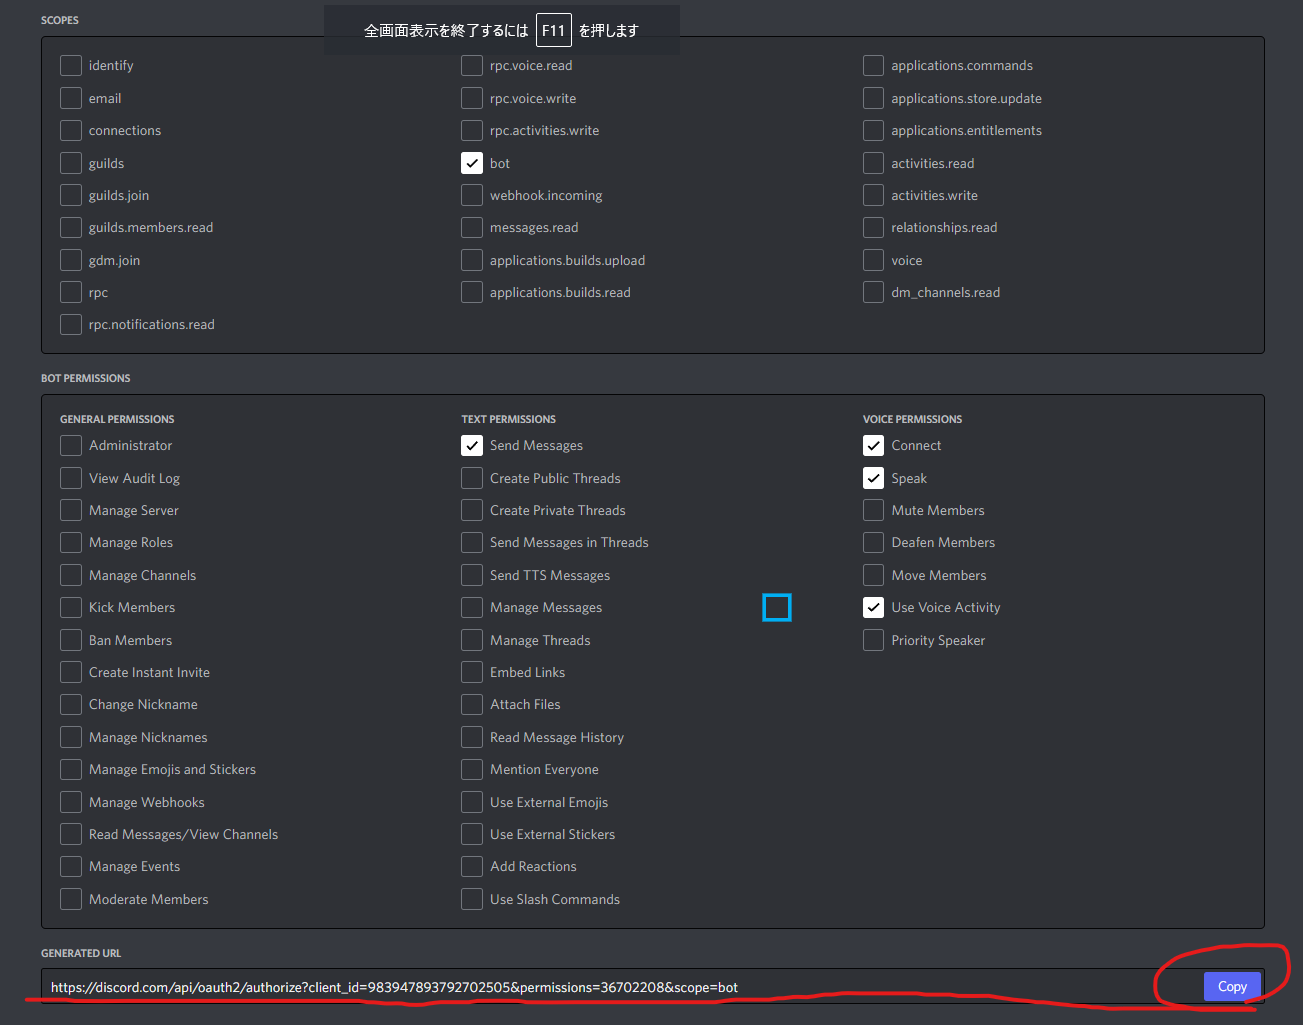 SCOPES
全画面表示を終了するには F11 を押します
identify
rpc.voice.read
applications.commands
email
rpc.voice.write
applications.store.update
connections
rpc.activities.write
applications.entitlements
guilds
bot
activities.read
guilds.join
webhook.incoming
activities.write
guilds.members.read
messages.read
relationships.read
gdm.join
applications.builds.upload
voice
rpc
applications.builds.read
dm_channels.read
rpc.notifications.read
BOT PERMISSIONS
GENERAL PERMISSIONS
Administrator
View Audit Log
Manage Server
Manage Roles
Manage Channels
Kick Members
Ban Members
Create Instant Invite
Change Nickname
Manage Nicknames
Manage Emojis and Stickers
Manage Webhooks
Read Messages/View Channels
Manage Events
Moderate Members
TEXT PERMISSIONS
Send Messages
Create Public Threads
Create Private Threads
Send Messages in Threads
Send TTS Messages
Manage Messages
Manage Threads
Embed Links
Attach Files
Read Message History
Mention Everyone
Use External Emojis
Use External Stickers
Add Reactions
Use Slash Commands
VOICE PERMISSIONS
Connect
Speak
Mute Members
Deafen Members
Move Members
Use Voice Activity
Priority Speaker
GENERATED URL
https://discord.com/api/oauth2/authorize?client_id=983947893792702505&permissions=36702208&scope=bot
Copy